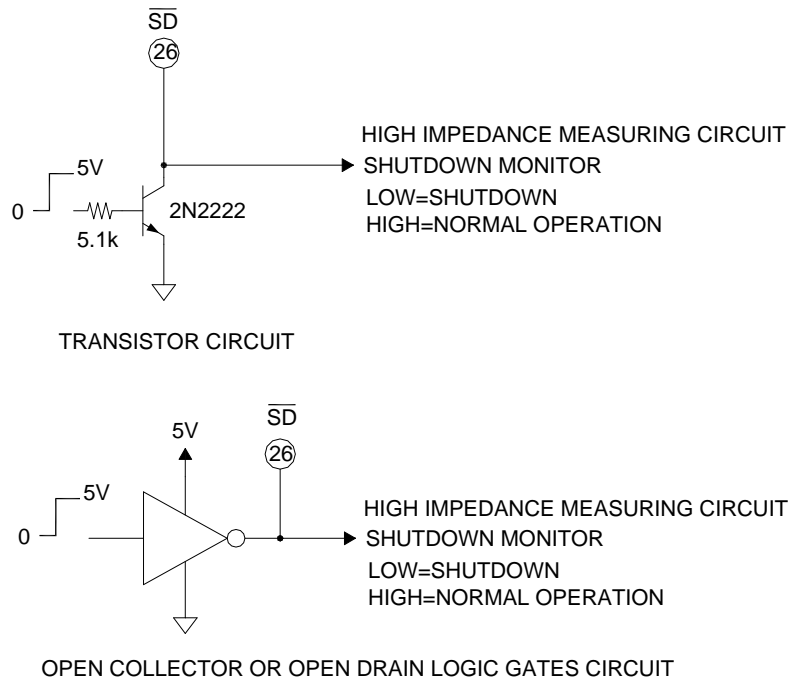 SD
26
HIGH IMPEDANCE MEASURING CIRCUIT
5V
SHUTDOWN MONITOR
LOW=SHUTDOWN
0
2N2222
HIGH=NORMAL OPERATION
5.1k
TRANSISTOR CIRCUIT
SD
5V
26
5V
HIGH IMPEDANCE MEASURING CIRCUIT
0
SHUTDOWN MONITOR
LOW=SHUTDOWN
HIGH=NORMAL OPERATION
OPEN COLLECTOR OR OPEN DRAIN LOGIC GATES CIRCUIT